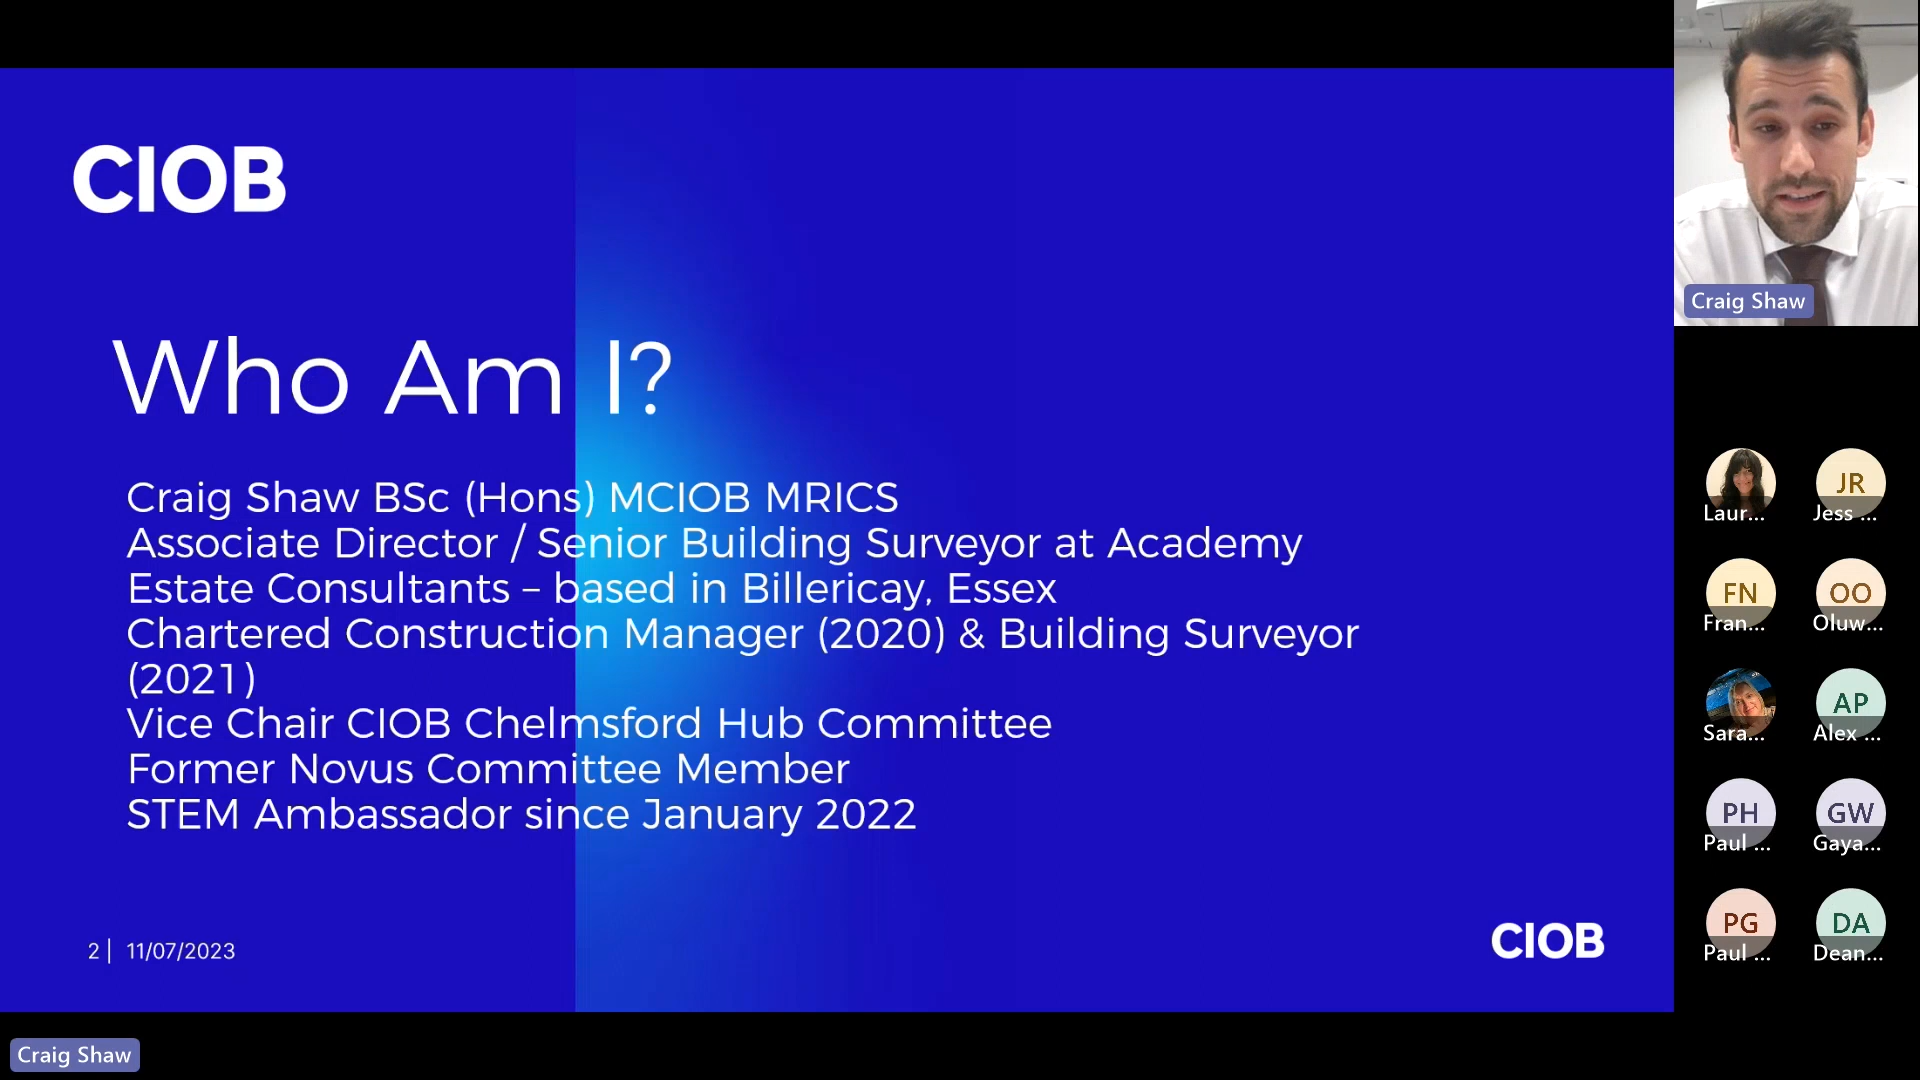 CIOB
Who Am I?
Craig Shaw BSc (Hons) MCIOB MRICS
Associate Director / Senior Building Surveyor at Academy
Estate Consultants – based in Billericay, Essex
Chartered Construction Manager (2020) & Building Surveyor
(2021)
Vice Chair CIOB Chelmsford Hub Committee
Former Novus Committee Member
STEM Ambassador since January 2022
2 | 11/07/2023
CIOB
Craig Shaw
Craig Shaw
Laur...
JR
Jess ...
FN
Fran...
OO
Oluw...
Sara...
AP
Alex ...
PH
Paul ...
GW
Gaya...
PG
Paul ...
DA
Dean...